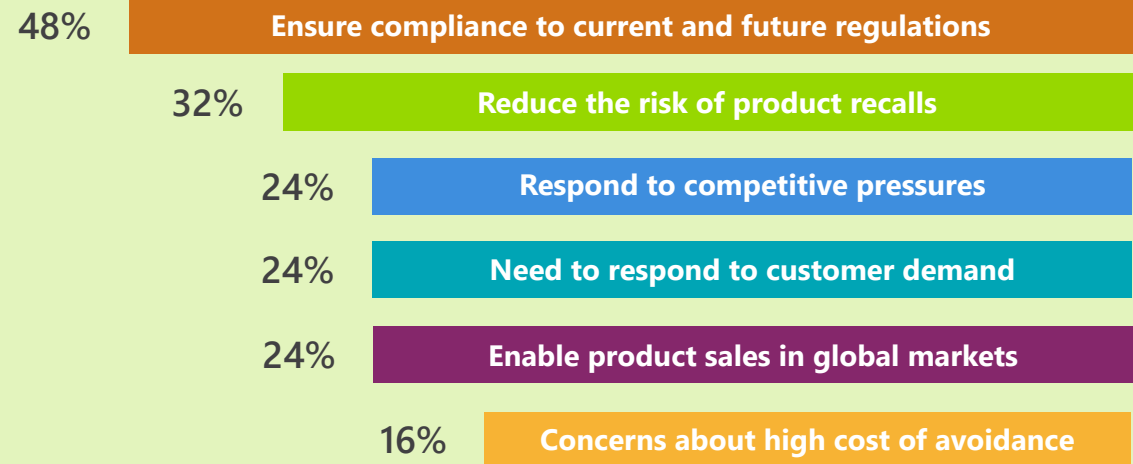 48% Ensure compliance to current and future regulations
32% Reduce the risk of product recalls
24% Respond to competitive pressures
24% Need to respond to customer demand
24% Enable product sales in global markets
16% Concerns about high cost of avoidance